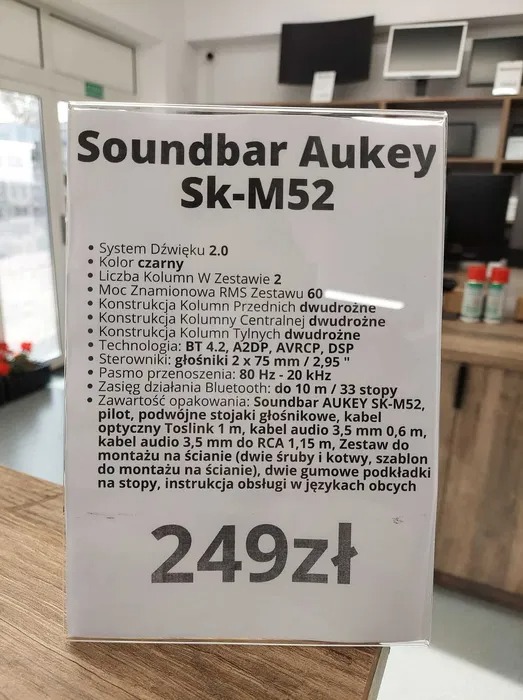 Soundbar Aukey
Sk-M52
• System Dźwięku 2.0
• Kolor czarny
• Liczba Kolumn W Zestawie 2
• Moc Znamionowa RMS Zestawu 60
• Konstrukcja Kolumn Przednich dwudrożne
• Konstrukcja Kolumny Centralnej dwudrożne
• Konstrukcja Kolumn Tylnych dwudrożne
• Technologia: BT 4.2, A2DP, AVRCP, DSP
• Sterowniki: głośniki 2 x 75 mm / 2,95 "
• Pasmo przenoszenia: 80 Hz - 20 kHz
• Zasięg działania Bluetooth: do 10 m / 33 stopy
• Zawartość opakowania: Soundbar AUKEY SK-M52,
pilot, podwójne stojaki głośnikowe, kabel
optyczny Toslink 1 m, kabel audio 3,5 mm 0,6 m,
kabel audio 3,5 mm do RCA 1,15 m, Zestaw do
montażu na ścianie (dwie śruby i kotwy, szablon
do montażu na ścianie), dwie gumowe podkładki
na stopy, instrukcja obsługi w językach obcych
249zł